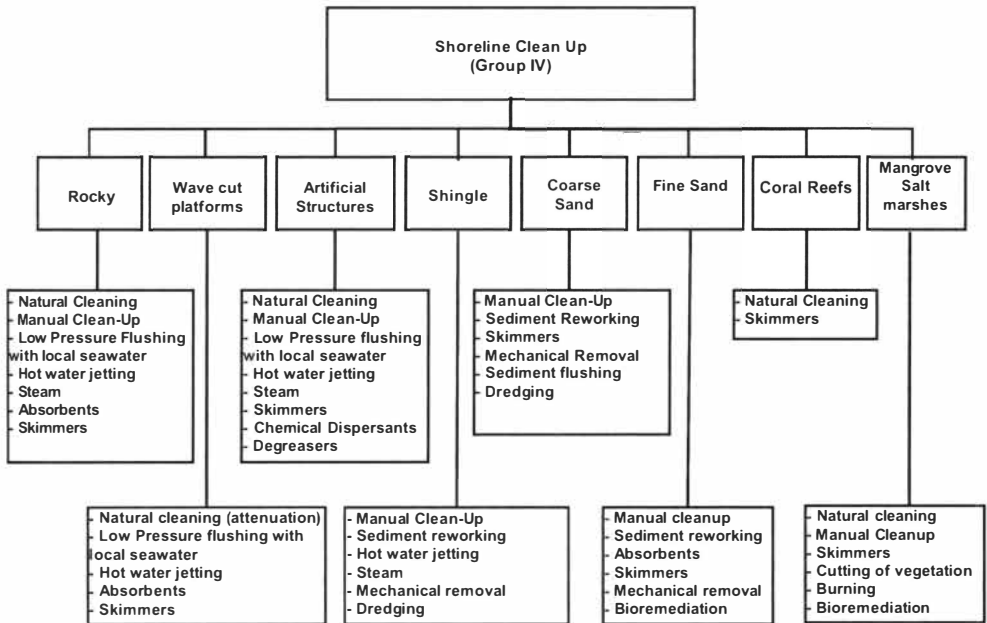 Shoreline Clean Up
(Group IV)
Rocky
Wave cut
platforms
Artificial
Structures
Shingle
Coarse
Sand
Fine Sand
Coral Reefs
Mangrove
Salt
marshes
- Natural Cleaning
- Manual Clean-Up
- Low Pressure Flushing
with local seawater
- Hot water jetting
- Steam
- Absorbents
- Skimmers
- Natural Cleaning
- Manual Clean-Up
- Low Pressure flushing
with local seawater
- Hot water jetting
- Steam
- Skimmers
- Chemical Dispersants
- Degreasers
- Manual Clean-Up
- Sediment Reworking
- Skimmers
- Mechanical Removal
- Sediment flushing
- Dredging
- Natural Cleaning
- Skimmers
- Natural cleaning (attenuation)
- Low Pressure flushing with
local seawater
- Hot water jetting
- Absorbents
- Skimmers
- Manual Clean-Up
- Sediment reworking
- Hot water jetting
- Steam
- Mechanical removal
- Dredging
- Manual cleanup
- Sediment reworking
- Absorbents
- Skimmers
- Mechanical removal
- Bioremediation
- Natural cleaning
- Manual Cleanup
- Skimmers
- Cutting of vegetation
- Burning
- Bioremediation